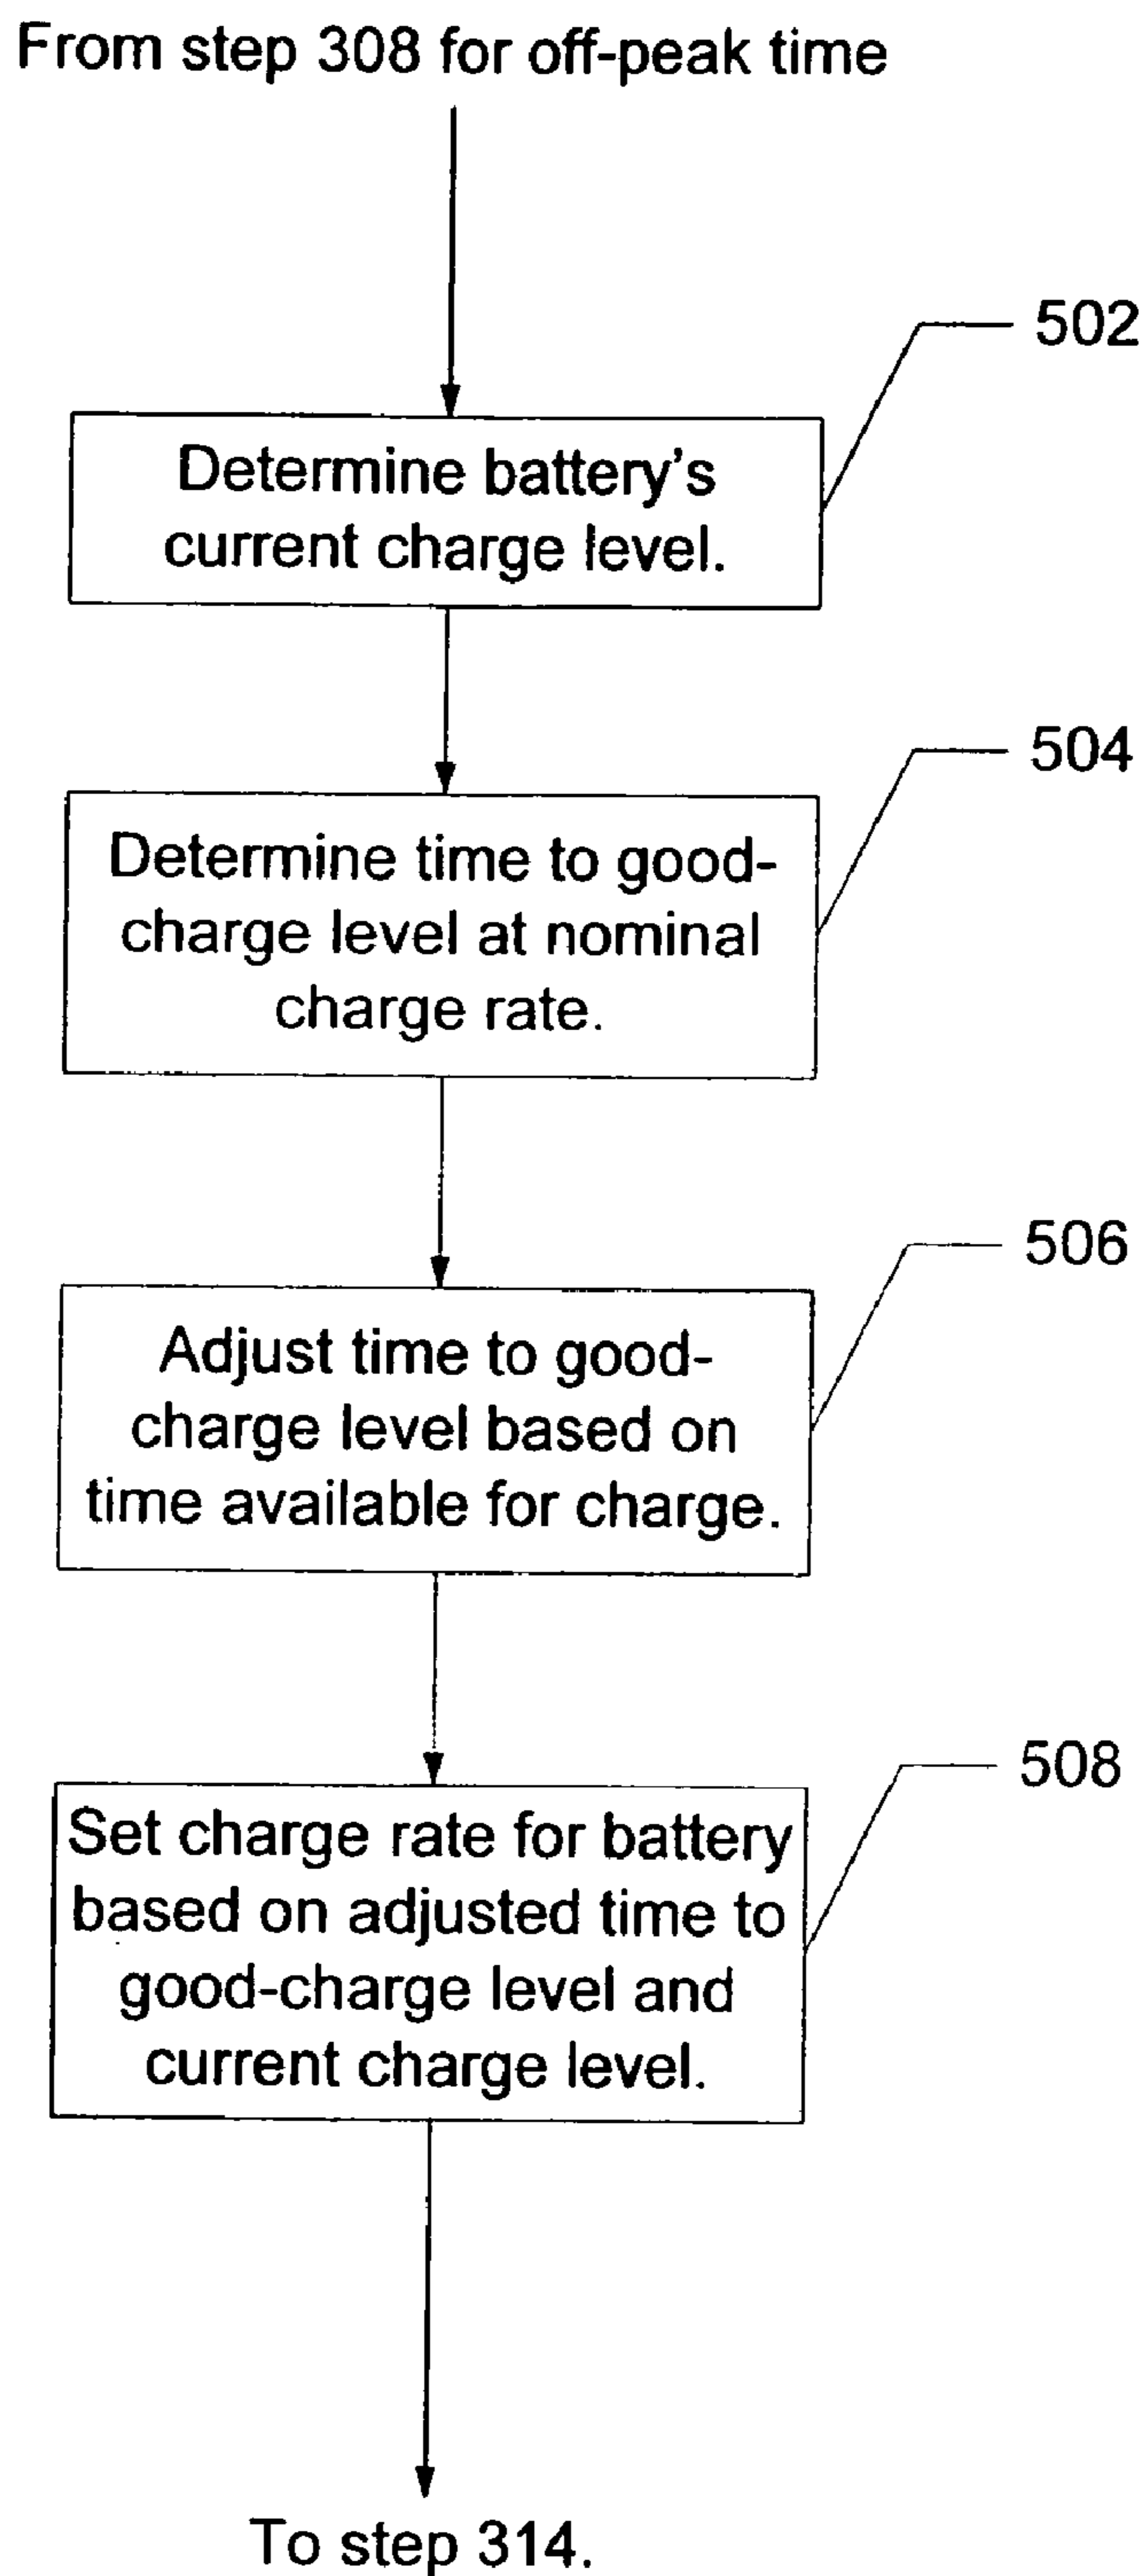 From step 308 for off-peak time
502
Determine battery's
current charge level.
504
Determine time to good-
charge level at nominal
charge rate.
506
Adjust time to good-
charge level based on
time available for charge.
508
Set charge rate for battery
based on adjusted time to
good-charge level and
current charge level.
To step 314.